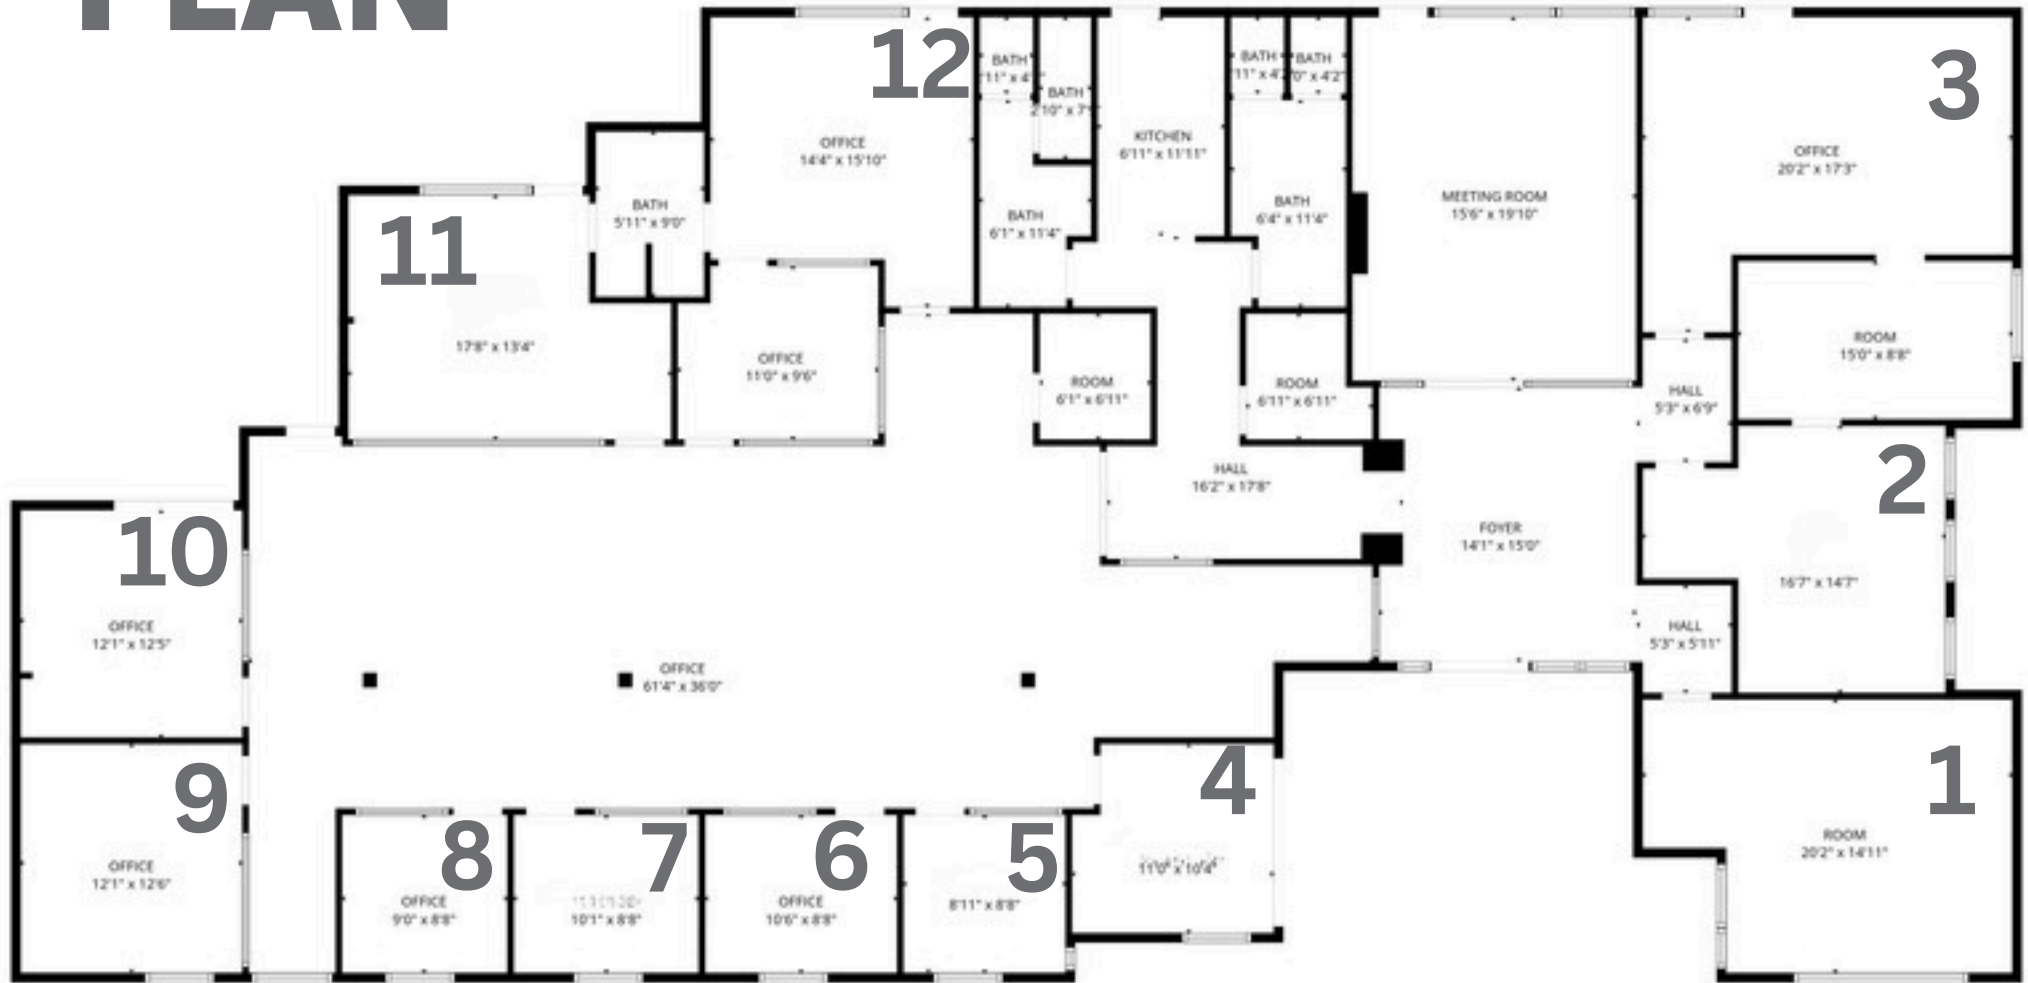 PLAN
12
BATH
BATH
BATH
BATH
3
BATH
KITCHEN
6'11" x 11'11"
OFFICE
14'4" x 15'10"
OFFICE
20'2" x 17'3"
BATH
5'11" x 9'0"
BATH
6'1" x 11'4"
BATH
6'4" x 11'4"
MEETING ROOM
15'6" x 19'10"
11
17'8" x 13'4"
OFFICE
11'0" x 9'6"
ROOM
6'1" x 6'11"
ROOM
6'11" x 6'11"
HALL
5'3" x 6'9"
ROOM
15'0" x 8'8"
HALL
16'2" x 17'8"
2
10
FOYER
14'1" x 15'0"
16'7" x 14'7"
OFFICE
12'1" x 12'5"
HALL
5'3" x 5'11"
OFFICE
61'4" x 36'0"
9
4
1
8
7
6
5
OFFICE
12'1" x 12'6"
11'0" x 10'4"
ROOM
20'2" x 14'11"
OFFICE
9'0" x 8'8"
10'1" x 8'8"
OFFICE
10'6" x 8'8"
8'11" x 8'8"